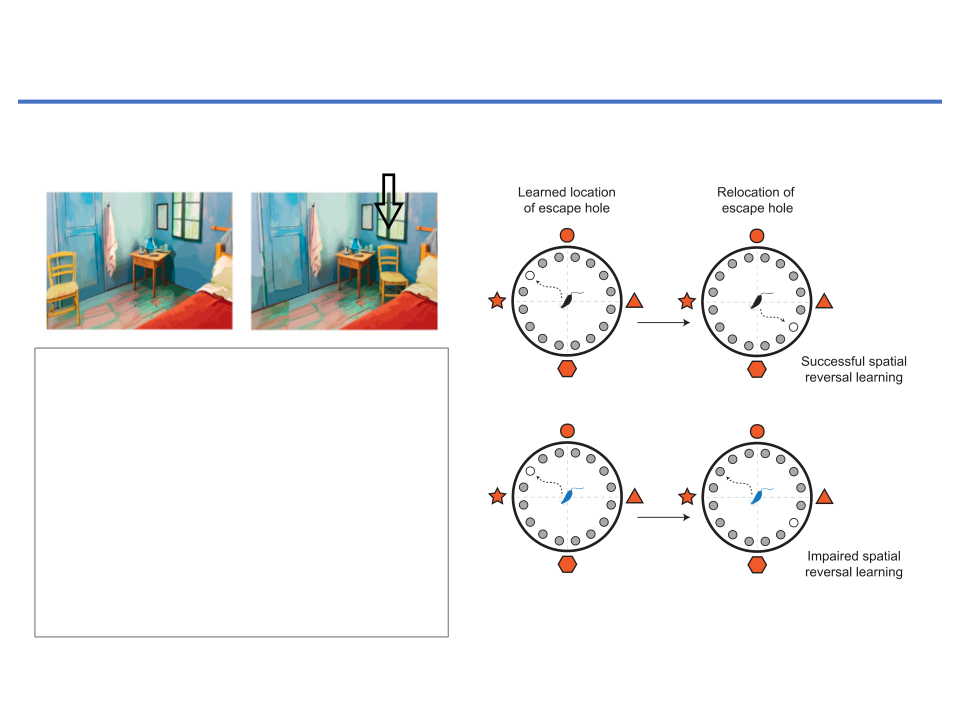 Learned location
of escape hole
Relocation of
escape hole
Successful spatial
reversal learning
Impaired spatial
reversal learning